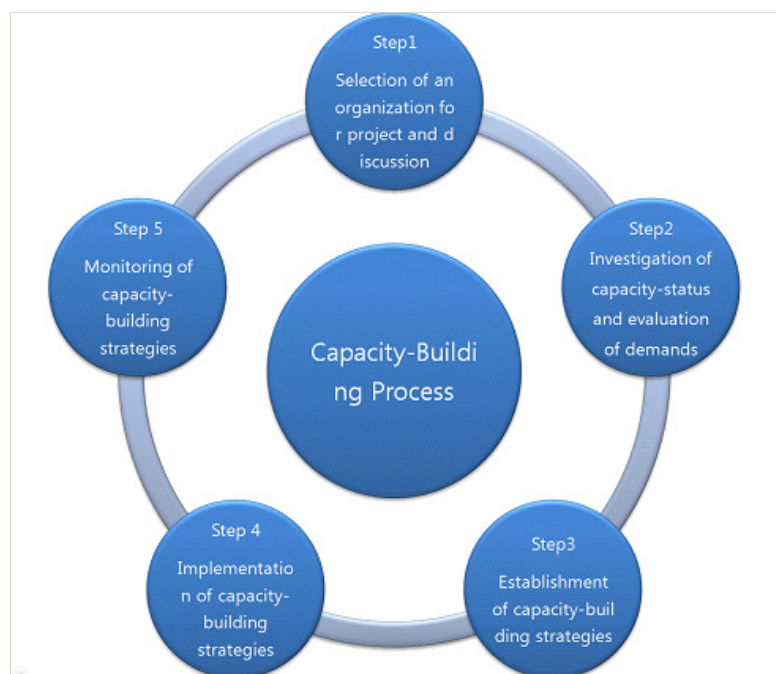 Step1
Selection of an
organization fo
r project and d
iscussion
Step2
Investigation of
capacity-status
and evaluation
of demands
Step3
Establishment
of capacity-buil
ding strategies
Step 4
Implementatio
n of capacity-
building
strategies
Step 5
Monitoring of
capacity-
building
strategies
Capacity-Buildi
ng Process